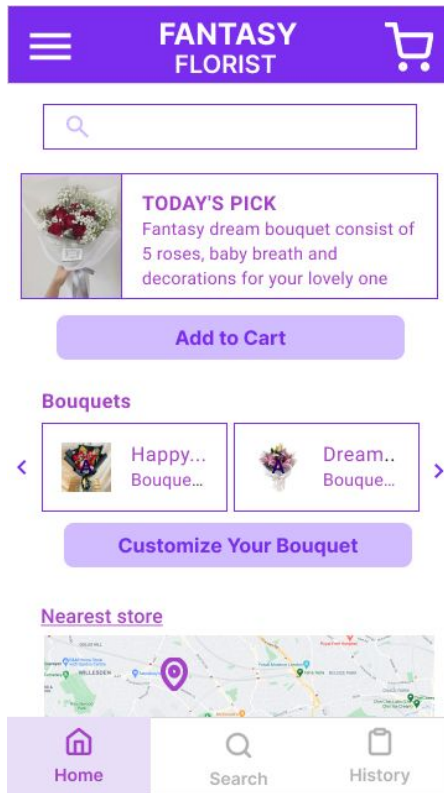 FANTASY
FLORIST
TODAY'S PICK
Fantasy dream bouquet consist of
5 roses, baby breath and
decorations for your lovely one
Add to Cart
Bouquets
Happy...
Bouque...
Dream..
Bouque...
Customize Your Bouquet
Nearest store
WILLESDEN
Home
Search
History